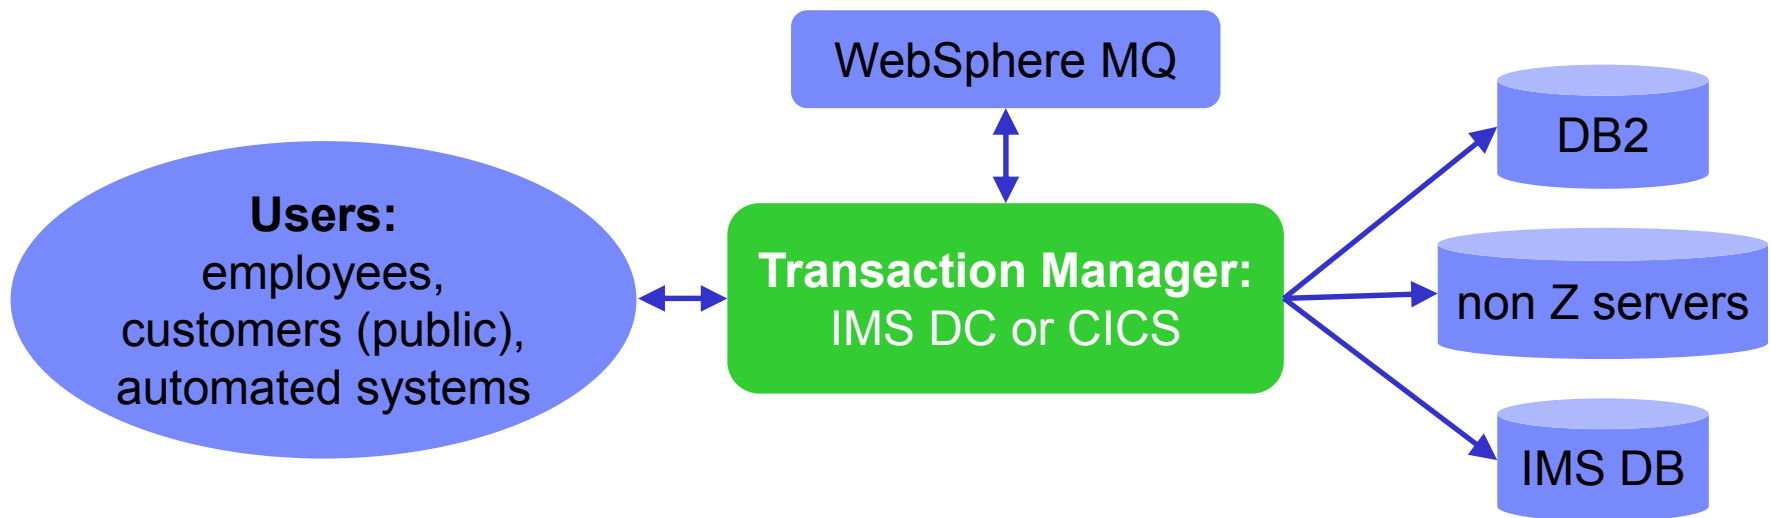 WebSphere MQ
Users:
employees,
customers (public),
automated systems
Transaction Manager:
IMS DC or CICS
DB2
non Z servers
IMS DB